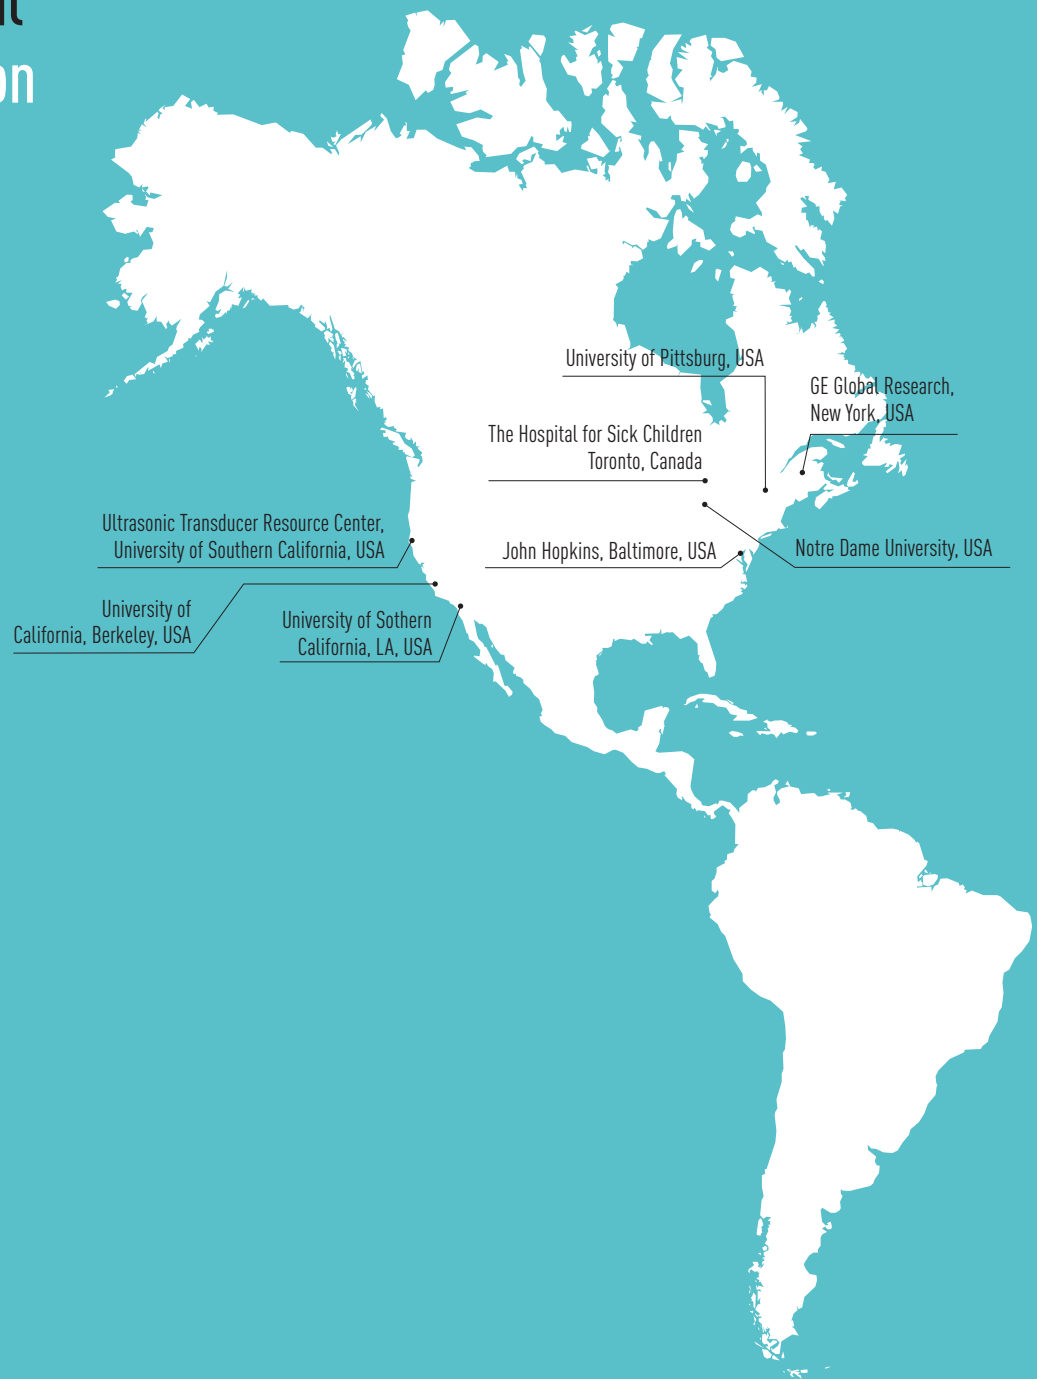 University of Pittsburg, USA
GE Global Research,
New York, USA
The Hospital for Sick Children
Toronto, Canada
Ultrasonic Transducer Resource Center,
University of Southern California, USA
John Hopkins, Baltimore, USA
Notre Dame University, USA
University of
California, Berkeley, USA
University of Sothern
California, LA, USA